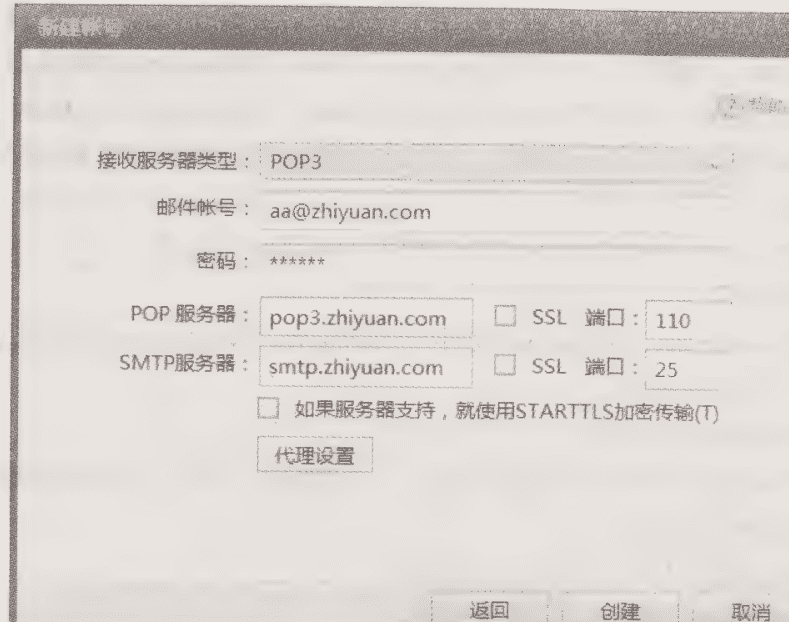 新建帐号
接收服务器类型： POP3
邮件帐号： aa@zhiyuan.com
密码： ******
POP 服务器： pop3.zhiyuan.com SSL 端口： 110
SMTP服务器： smtp.zhiyuan.com SSL 端口： 25
如果服务器支持，就使用STARTTLS加密传输(T)
代理设置
返回 创建 取消